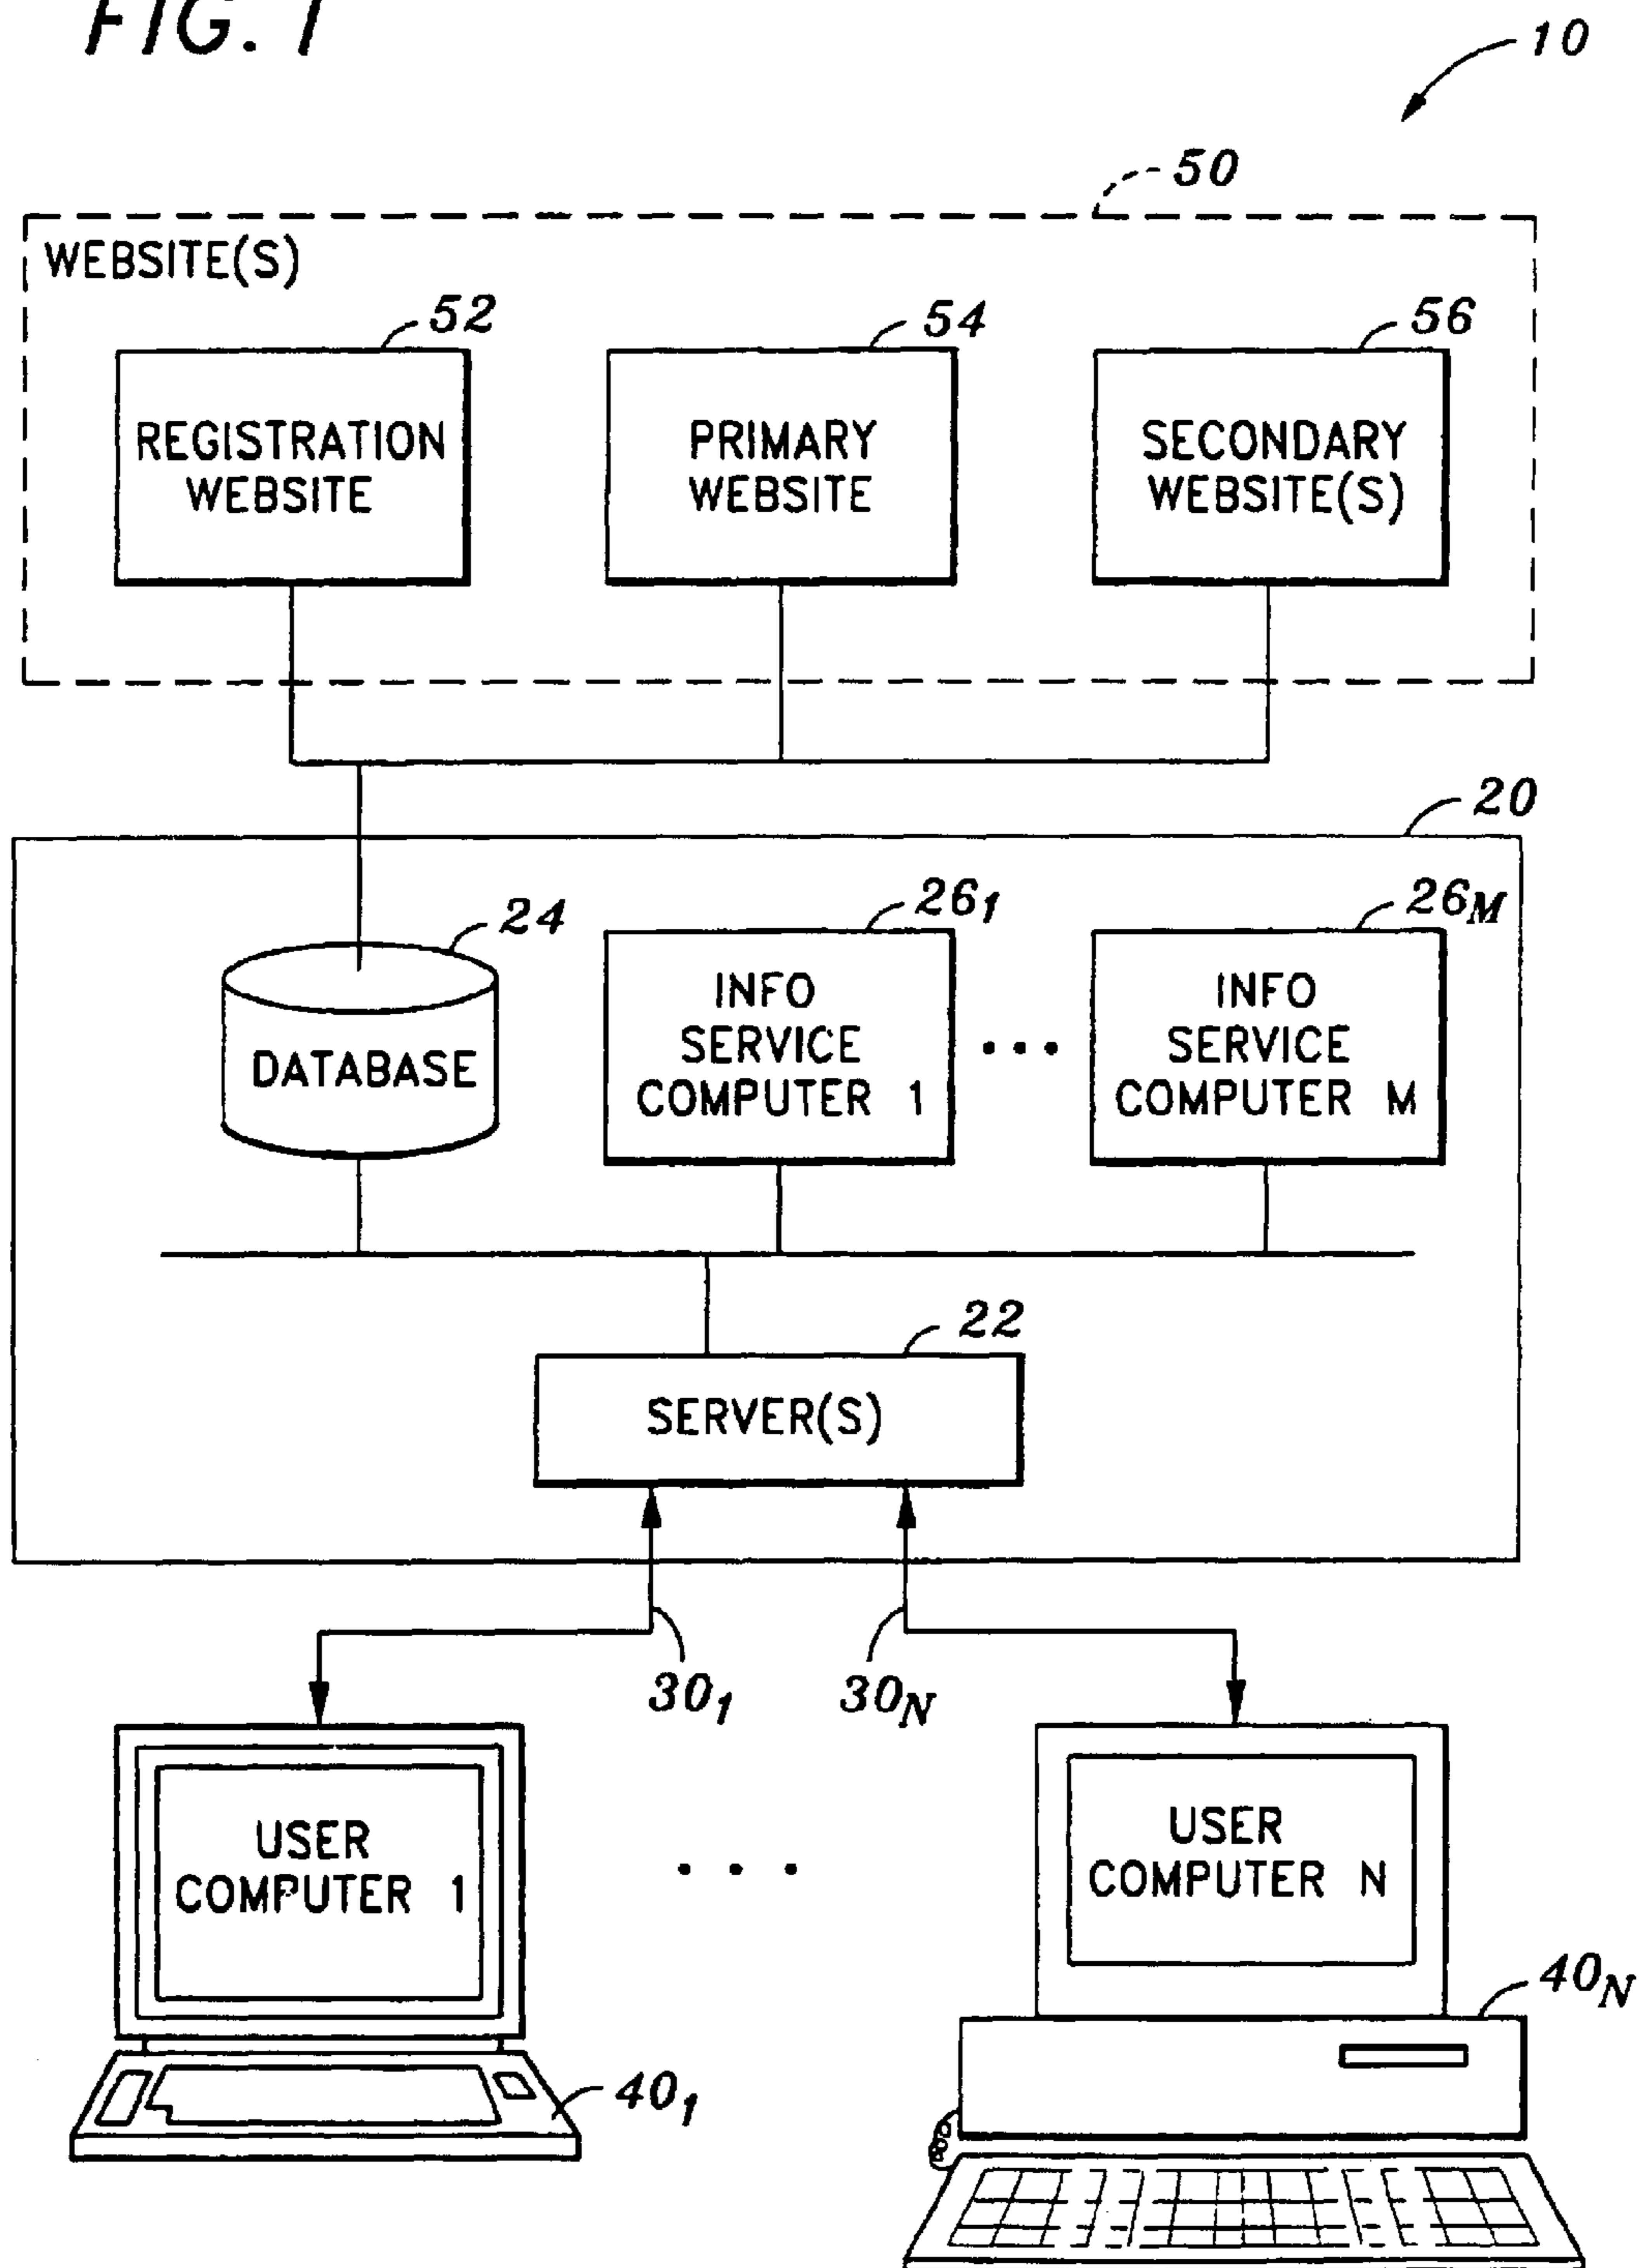 FIG. 1
10
50
WEBSITE(S)
52
54
56
REGISTRATION
WEBSITE
PRIMARY
WEBSITE
SECONDARY
WEBSITE(S)
20
24
26₁
26M
DATABASE
INFO
SERVICE
COMPUTER 1
• • •
INFO
SERVICE
COMPUTER M
22
SERVER(S)
30₁
30N
USER
COMPUTER 1
• • •
USER
COMPUTER N
40₁
40N